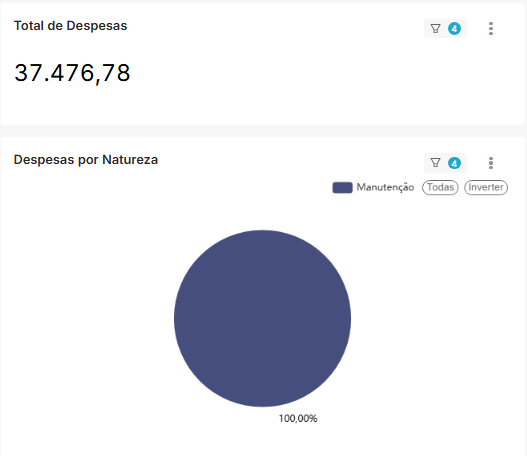 Total de Despesas
4
37.476,78
Despesas por Natureza
4
Manutenção
Todas
Inverter
100,00%